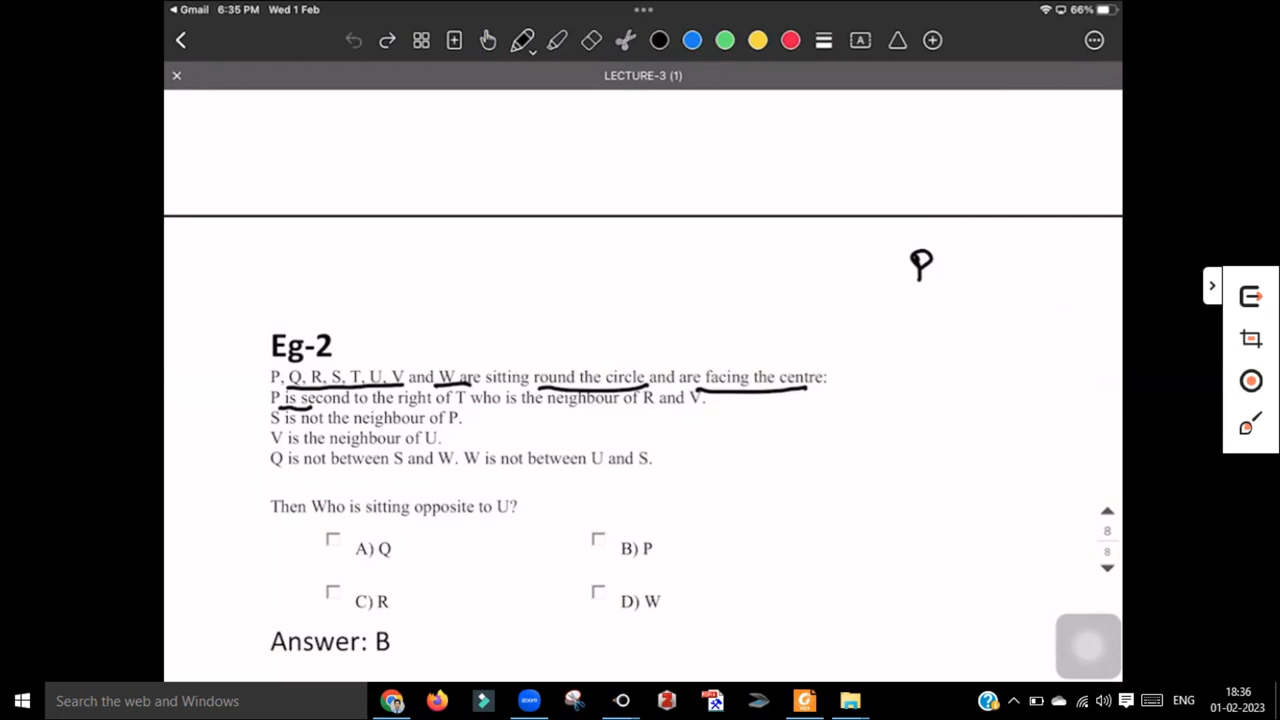 Gmail 6:35 PM Wed 1 Feb 66%
A
LECTURE-3 (1)
P
Eg-2
P, Q, R, S, T, U, V and W are sitting round the circle and are facing the centre:
P is second to the right of T who is the neighbour of R and V.
S is not the neighbour of P.
V is the neighbour of U.
Q is not between S and W. W is not between U and S.
Then Who is sitting opposite to U?
A) Q B) P
C) R D) W
Answer: B
8
8
Search the web and Windows
zoom
ENG
18:36
01-02-2023